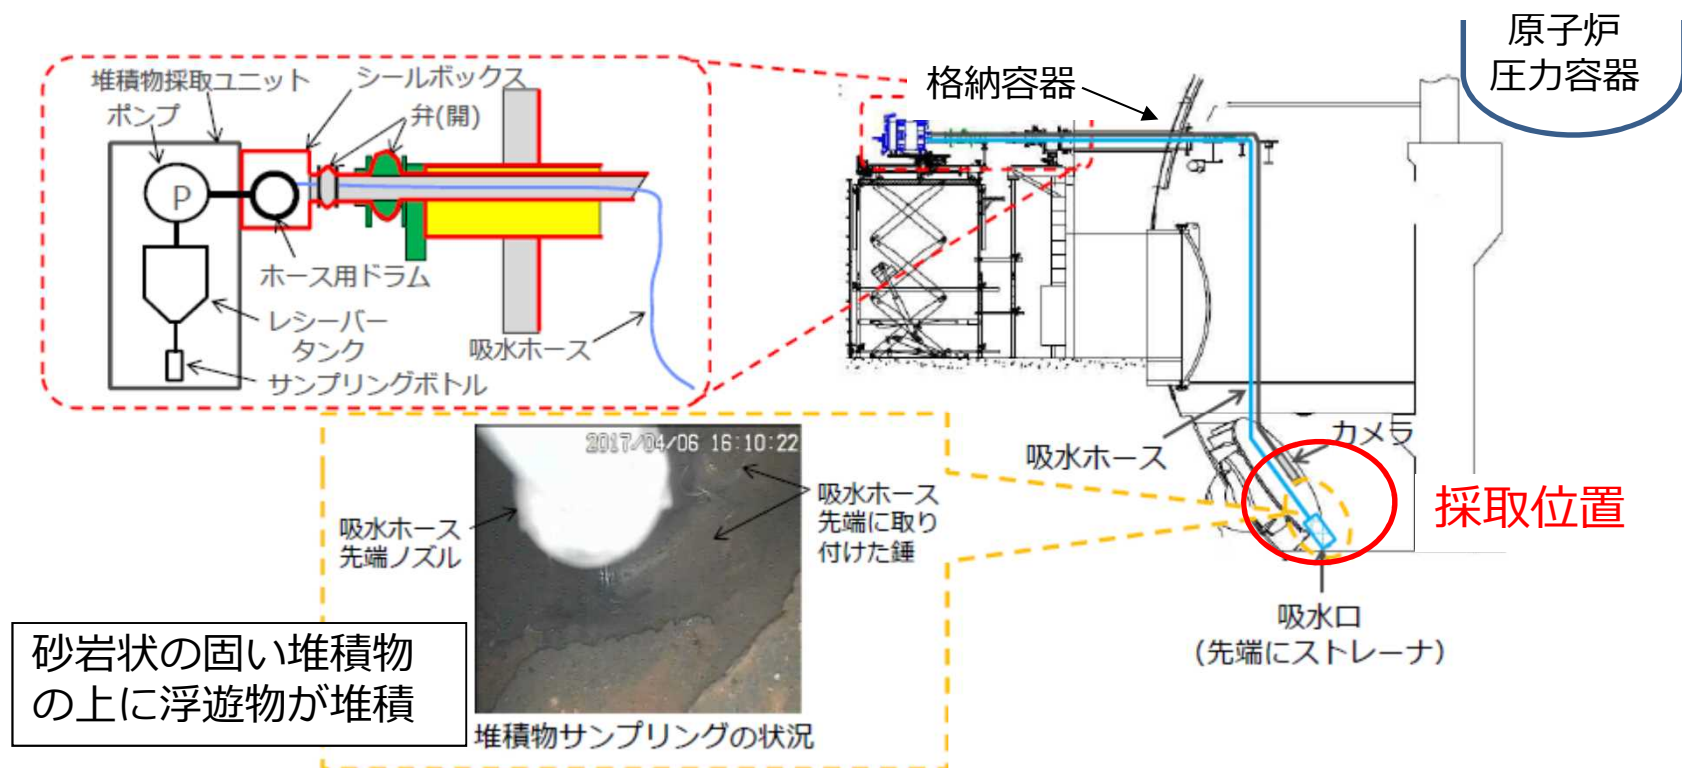 原子炉
圧力容器
格納容器
堆積物採取ユニット
シールボックス
ポンプ
弁(開)
P
ホース用ドラム
レシーバー
タンク
サンプリングボトル
吸水ホース
吸水ホース
カメラ
採取位置
吸水口
(先端にストレーナ)
2017/04/06 16:10:22
吸水ホース
先端ノズル
吸水ホース
先端に取り
付けた錘
堆積物サンプリングの状況
砂岩状の固い堆積物
の上に浮遊物が堆積